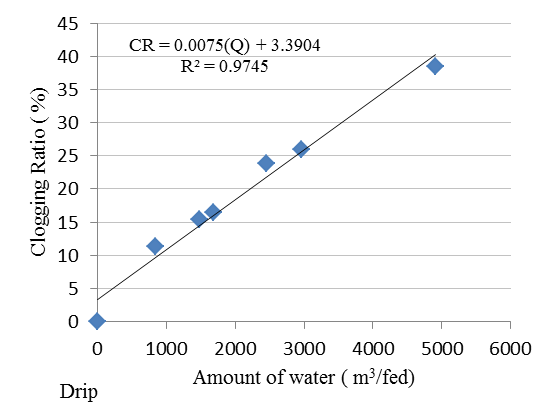 45
40
35
30
25
20
15
10
5
0
CR = 0.0075(Q) + 3.3904
R² = 0.9745
Clogging Ratio ( %)
0 1000 2000 3000 4000 5000 6000
Amount of water ( m³/fed)
Drip